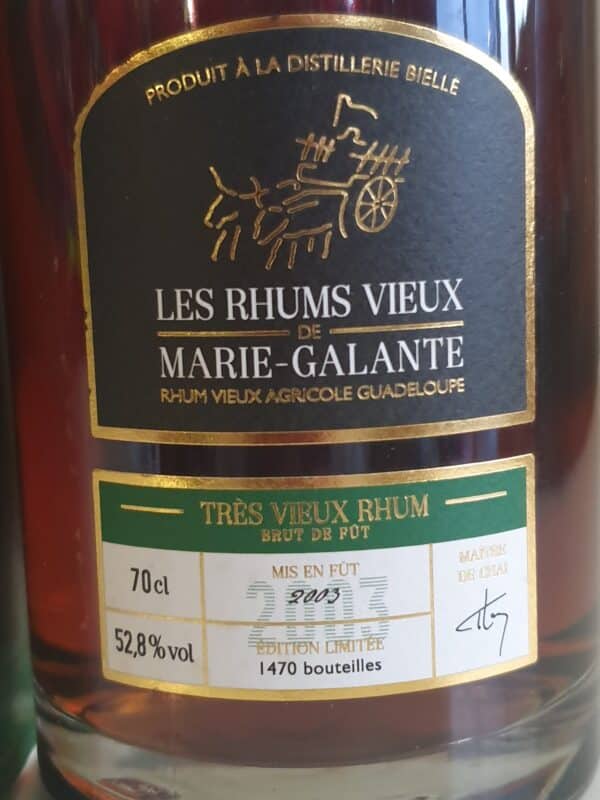 PRODUIT À LA DISTILLERIE BIELLE
LES RHUMS VIEUX
DE
MARIE-GALANTE
RHUM VIEUX AGRICOLE GUADELOUPE
TRÈS VIEUX RHUM
BRUT DE FÛT
70cl
MIS EN FÛT
2003
2003
52,8%vol
ÉDITION LIMITÉE
1470 bouteilles
MAITRE
DE CHAI